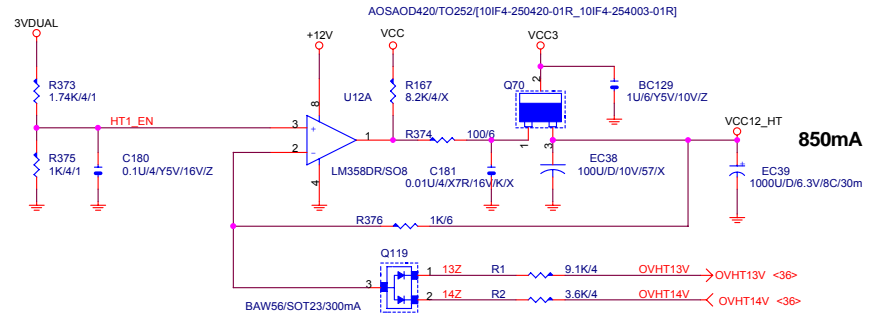 AOSAOD420/TO252/[10IF4-250420-01R_10IF4-254003-01R]
3VDUAL
+12V
VCC
VCC3
R373
1.74K/4/1
U12A
R167
8.2K/4/X
Q70
2
BC129
1U/6/Y5V/10V/Z
HT1_EN
8
3
+
1
R374
100/6
VCC12_HT
850mA
2
-
1
3
R375
1K/4/1
C180
0.1U/4/Y5V/16V/Z
4
LM358DR/SO8
C181
0.01U/4/X7R/16V/K/X
EC38
100U/D/10V/57/X
+
EC39
1000U/D/6.3V/8C/30m
R376
1K/6
Q119
3
1
13Z
R1
9.1K/4
OVHT13V
OVHT13V <36>
2
14Z
R2
3.6K/4
OVHT14V
OVHT14V <36>
BAW56/SOT23/300mA